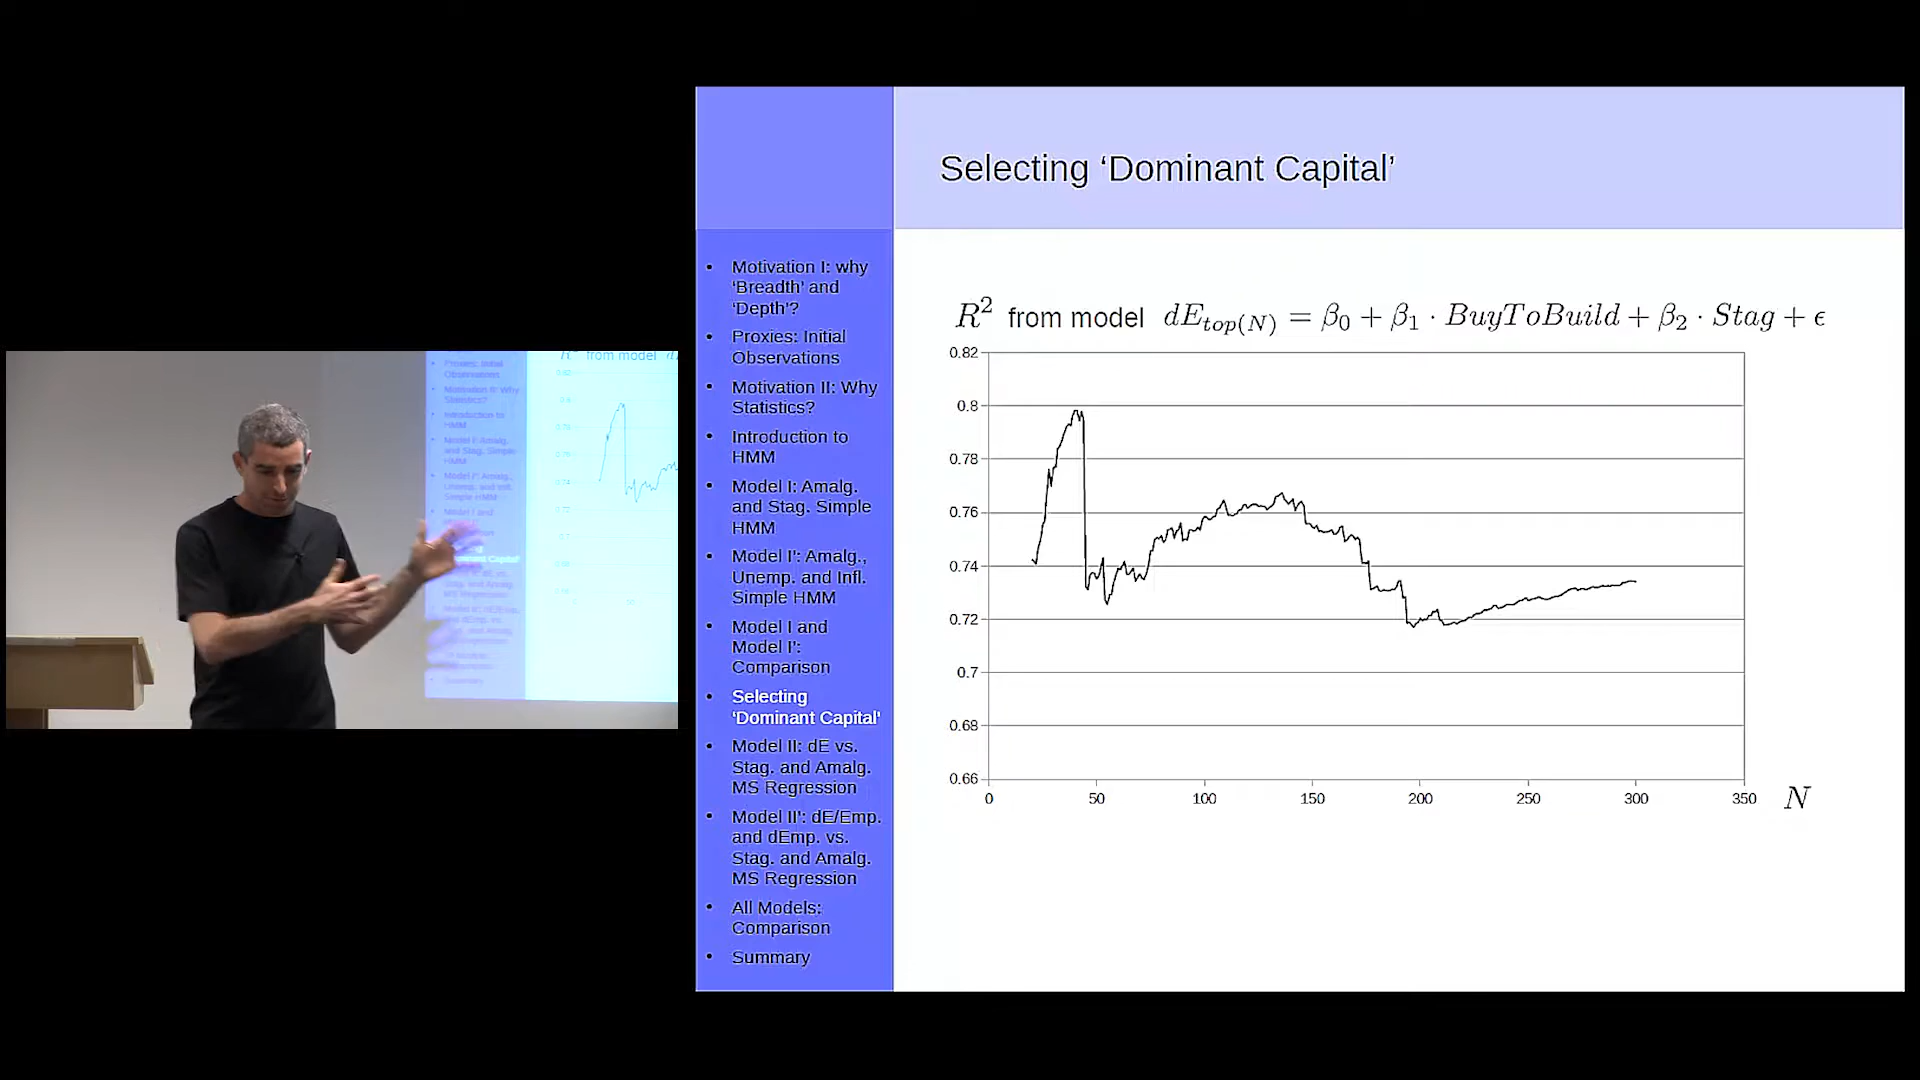 Selecting ‘Dominant Capital’
• Motivation I: why
‘Breadth’ and
‘Depth’?
• Proxies: Initial
Observations
• Motivation II: Why
Statistics?
• Introduction to
HMM
• Model I: Amalg.
and Stag. Simple
HMM
• Model I’: Amalg.,
Unemp. and Infl.
Simple HMM
• Model I and
Model I’:
Comparison
• Selecting
‘Dominant Capital’
• Model II: dE vs.
Stag. and Amalg.
MS Regression
• Model II’: dE/Emp.
and dEmp. vs.
Stag. and Amalg.
MS Regression
• All Models:
Comparison
• Summary
R² from model dE_top(N) = β₀ + β₁ · BuyToBuild + β₂ · Stag + ϵ
0.82
0.8
0.78
0.76
0.74
0.72
0.7
0.68
0.66
0 50 100 150 200 250 300 350 N